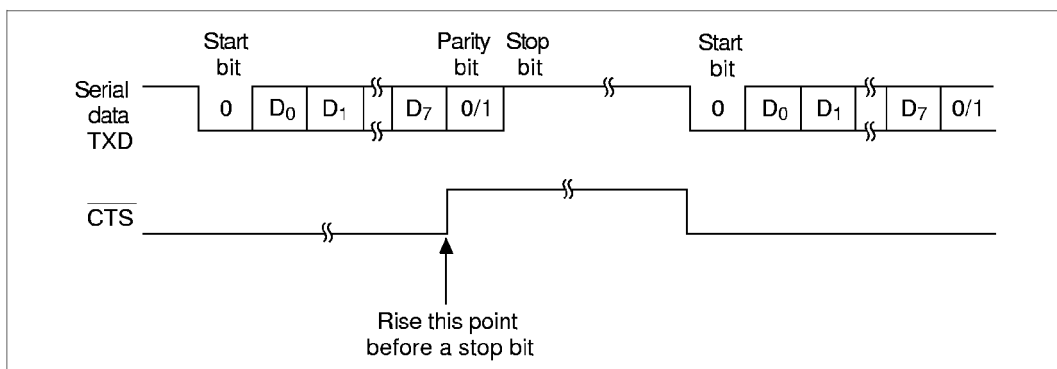 Start bit
Parity bit
Stop bit
Start bit
Serial data TXD
0 D0 D1 D7 0/1
0 D0 D1 D7 0/1
CTS
Rise this point
before a stop bit